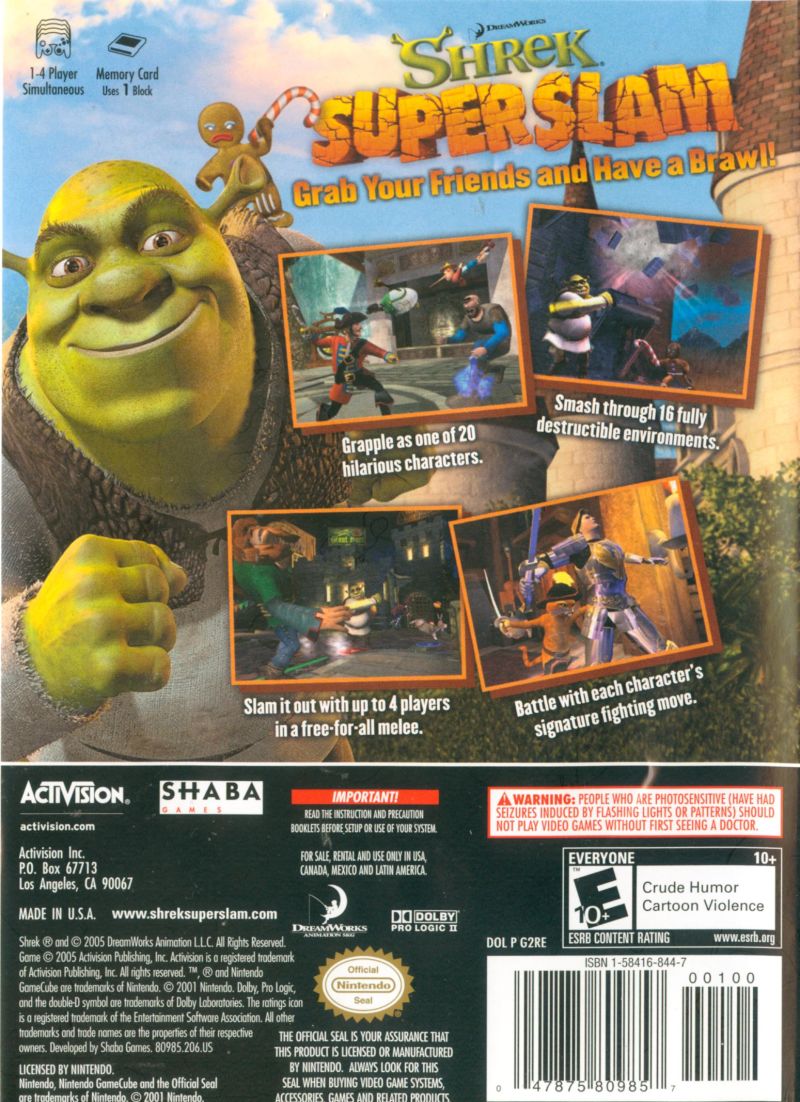 1-4 Player
Simultaneous
Memory Card
Uses 1 Block
DREAMWORKS
SHREK
SUPERSLAM
Grab Your Friends and Have a Brawl!
Grapple as one of 20
hilarious characters.
Smash through 16 fully
destructible environments.
Slam it out with up to 4 players
in a free-for-all melee.
Battle with each character's
signature fighting move.
ACTIVISION®
activision.com
SHABA
GAMES
Activision Inc.
P.O. Box 67713
Los Angeles, CA 90067
MADE IN U.S.A. www.shreksuperslam.com
Shrek ® and © 2005 DreamWorks Animation L.L.C. All Rights Reserved.
Game © 2005 Activision Publishing, Inc. Activision is a registered trademark
of Activision Publishing, Inc. All rights reserved. ™, ® and Nintendo
GameCube are trademarks of Nintendo. © 2001 Nintendo. Dolby, Pro Logic,
and the double-D symbol are trademarks of Dolby Laboratories. The ratings icon
is a registered trademark of the Entertainment Software Association. All other
trademarks and trade names are the properties of their respective
owners. Developed by Shaba Games. 80985.206.US
LICENSED BY NINTENDO.
Nintendo, Nintendo GameCube and the Official Seal
are trademarks of Nintendo. © 2001 Nintendo.
IMPORTANT!
READ THE INSTRUCTION AND PRECAUTION
BOOKLETS BEFORE SETUP OR USE OF YOUR SYSTEM.
FOR SALE, RENTAL AND USE ONLY IN USA,
CANADA, MEXICO AND LATIN AMERICA.
DREAMWORKS
ANIMATION SKG
DOLBY
PRO LOGIC II
Official
Nintendo
Seal
THE OFFICIAL SEAL IS YOUR ASSURANCE THAT
THIS PRODUCT IS LICENSED OR MANUFACTURED
BY NINTENDO. ALWAYS LOOK FOR THIS
SEAL WHEN BUYING VIDEO GAME SYSTEMS,
ACCESSORIES, GAMES AND RELATED PRODUCTS.
WARNING: PEOPLE WHO ARE PHOTOSENSITIVE (HAVE HAD
SEIZURES INDUCED BY FLASHING LIGHTS OR PATTERNS) SHOULD
NOT PLAY VIDEO GAMES WITHOUT FIRST SEEING A DOCTOR.
EVERYONE 10+
E
10+
™
Crude Humor
Cartoon Violence
ESRB CONTENT RATING www.esrb.org
DOL P G2RE
ISBN 1-58416-844-7
00100
0 47875 80985 7